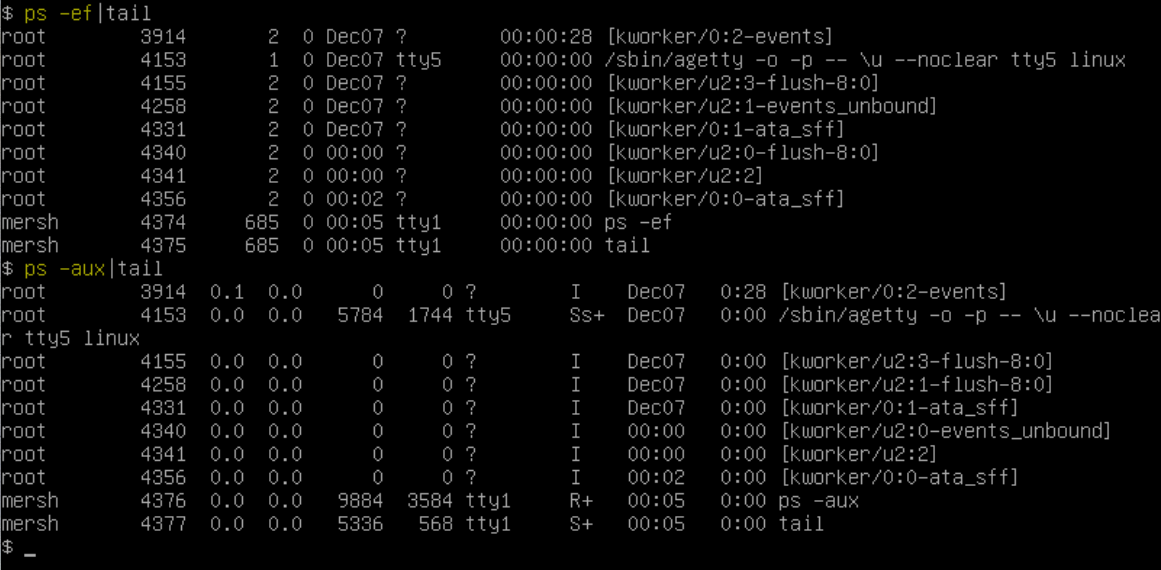 $ ps -ef|tail
root 3914 2 0 Dec07 ? 00:00:28 [kworker/0:2-events]
root 4153 1 0 Dec07 tty5 00:00:00 /sbin/agetty -o -p -- \u --noclear tty5 linux
root 4155 2 0 Dec07 ? 00:00:00 [kworker/u2:3-flush-8:0]
root 4258 2 0 Dec07 ? 00:00:00 [kworker/u2:1-events_unbound]
root 4331 2 0 Dec07 ? 00:00:00 [kworker/0:1-ata_sff]
root 4340 2 0 00:00 ? 00:00:00 [kworker/u2:0-flush-8:0]
root 4341 2 0 00:00 ? 00:00:00 [kworker/u2:2]
root 4356 2 0 00:02 ? 00:00:00 [kworker/0:0-ata_sff]
mersh 4374 685 0 00:05 tty1 00:00:00 ps -ef
mersh 4375 685 0 00:05 tty1 00:00:00 tail
$ ps -aux|tail
root 3914 0.1 0.0 0 0 ? I Dec07 0:28 [kworker/0:2-events]
root 4153 0.0 0.0 5784 1744 tty5 Ss+ Dec07 0:00 /sbin/agetty -o -p -- \u --noclea
r tty5 linux
root 4155 0.0 0.0 0 0 ? I Dec07 0:00 [kworker/u2:3-flush-8:0]
root 4258 0.0 0.0 0 0 ? I Dec07 0:00 [kworker/u2:1-flush-8:0]
root 4331 0.0 0.0 0 0 ? I Dec07 0:00 [kworker/0:1-ata_sff]
root 4340 0.0 0.0 0 0 ? I 00:00 0:00 [kworker/u2:0-events_unbound]
root 4341 0.0 0.0 0 0 ? I 00:00 0:00 [kworker/u2:2]
root 4356 0.0 0.0 0 0 ? I 00:02 0:00 [kworker/0:0-ata_sff]
mersh 4376 0.0 0.0 9884 3584 tty1 R+ 00:05 0:00 ps -aux
mersh 4377 0.0 0.0 5336 568 tty1 S+ 00:05 0:00 tail
$ _